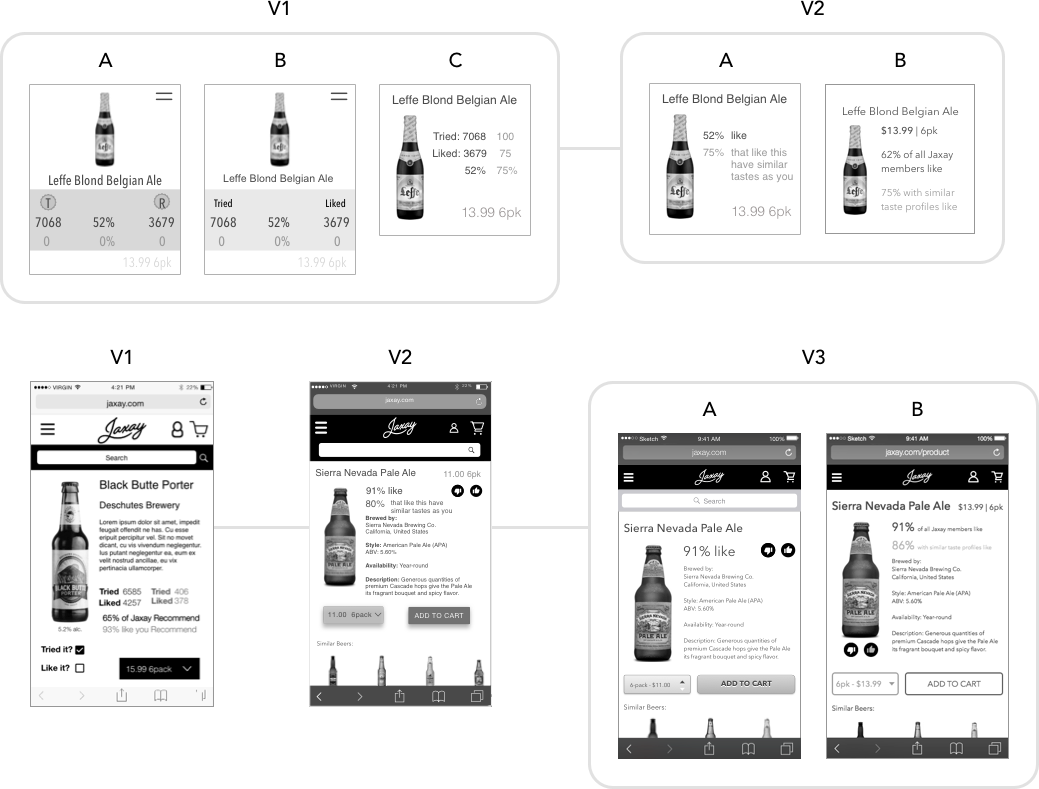 V1
V2
A
B
C
A
B
Leffe Blond Belgian Ale
T
R
7068 52% 3679
0 0% 0
13.99 6pk
Leffe Blond Belgian Ale
Tried Liked
7068 52% 3679
0 0% 0
13.99 6pk
Leffe Blond Belgian Ale
Tried: 7068 100
Liked: 3679 75
52% 75%
Leffe
13.99 6pk
Leffe Blond Belgian Ale
52% like
75% that like this
have similar
tastes as you
Leffe
13.99 6pk
Leffe Blond Belgian Ale
$13.99 | 6pk
62% of all Jaxay
members like
75% with similar
taste profiles like
Leffe
V1
V2
V3
A
B
VIRGIN 4:21 PM 22%
jaxay.com
Jaxay
Search
Black Butte Porter
Deschutes Brewery
Lorem ipsum dolor sit amet, impedit
feugait offendit ne has. Cu esse
eripuit percipitur vel. Sit no movet
dicant, cu vis vivendum neglegentur.
Ius putant neglegentur ea, eum ex
velit nostrud ancillae, eu vix
pertinacia ullamcorper.
BLACK BUTTE
PORTER
Tried 6585 Tried 406
Liked 4257 Liked 378
65% of Jaxay Recommend
93% like you Recommend
5.2% alc.
Tried it?
Like it?
15.99 6pack
VIRGIN 4:21 PM 22%
jaxay.com
Jaxay
Sierra Nevada Pale Ale 11.00 6pk
91% like
80% that like this have
similar tastes as you
Brewed by:
Sierra Nevada Brewing Co.
California, United States
Style: American Pale Ale (APA)
ABV: 5.60%
Availability: Year-round
Description: Generous quantities of
premium Cascade hops give the Pale Ale
its fragrant bouquet and spicy flavor.
PALE ALE
11.00 6pack ADD TO CART
Similar Beers:
Sketch 9:41 AM 100%
jaxay.com
Jaxay
Search
Sierra Nevada Pale Ale
91% like
Brewed by:
Sierra Nevada Brewing Co.
California, United States
Style: American Pale Ale (APA)
ABV: 5.60%
Availability: Year-round
Description: Generous quantities of
premium Cascade hops give the Pale Ale
its fragrant bouquet and spicy flavor.
PALE ALE
6-pack - $11.00 ADD TO CART
Similar Beers:
Sketch 9:41 AM 100%
jaxay.com/product
Jaxay
Sierra Nevada Pale Ale $13.99 | 6pk
91% of all Jaxay members like
86% with similar taste profiles like
Brewed by:
Sierra Nevada Brewing Co.
California, United States
Style: American Pale Ale (APA)
ABV: 5.60%
Availability: Year-round
Description: Generous quantities of
premium Cascade hops give the Pale Ale
its fragrant bouquet and spicy flavor.
PALE ALE
6pk - $13.99 ADD TO CART
Similar Beers: